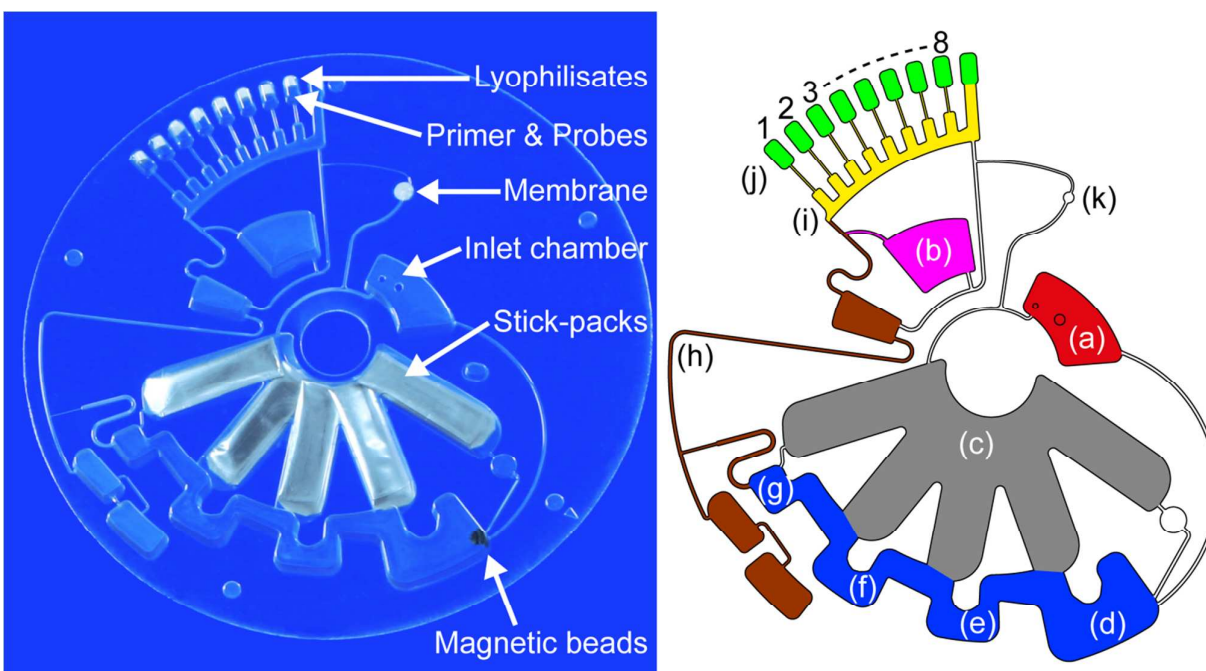 Lyophilisates
Primer & Probes
Membrane
Inlet chamber
Stick-packs
Magnetic beads
1 2 3 8
(j)
(i)
(k)
(b)
(a)
(h)
(c)
(g)
(f)
(e)
(d)